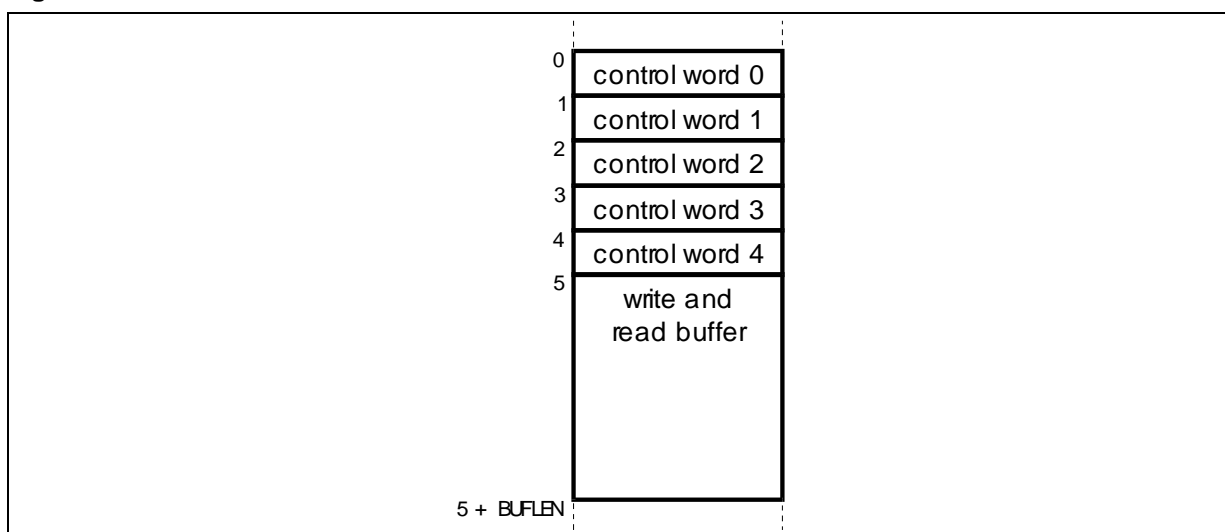 0
control word 0
1
control word 1
2
control word 2
3
control word 3
4
control word 4
5
write and
read buffer
5 + BUFLEN